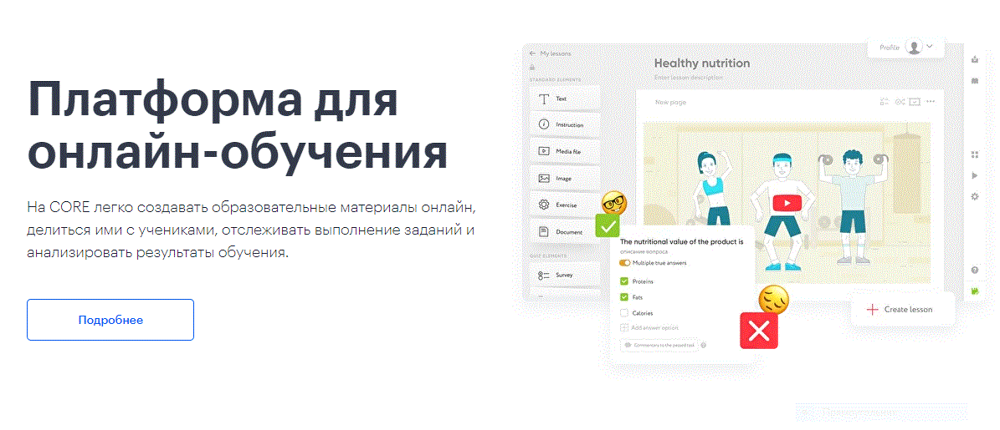 Платформа для
онлайн-обучения
На CORE легко создавать образовательные материалы онлайн,
делиться ими с учениками, отслеживать выполнение заданий и
анализировать результаты обучения.
Подробнее
My lessons
Profile
Healthy nutrition
Enter lesson description
STANDARD ELEMENTS
Text
Instruction
Media file
Image
Exercise
Document
QUIZ ELEMENTS
Survey
New page
The nutritional value of the product is
описание вопроса
Multiple true answers
Proteins
Fats
Calories
Add answer option
Commentary to the passed task
Create lesson